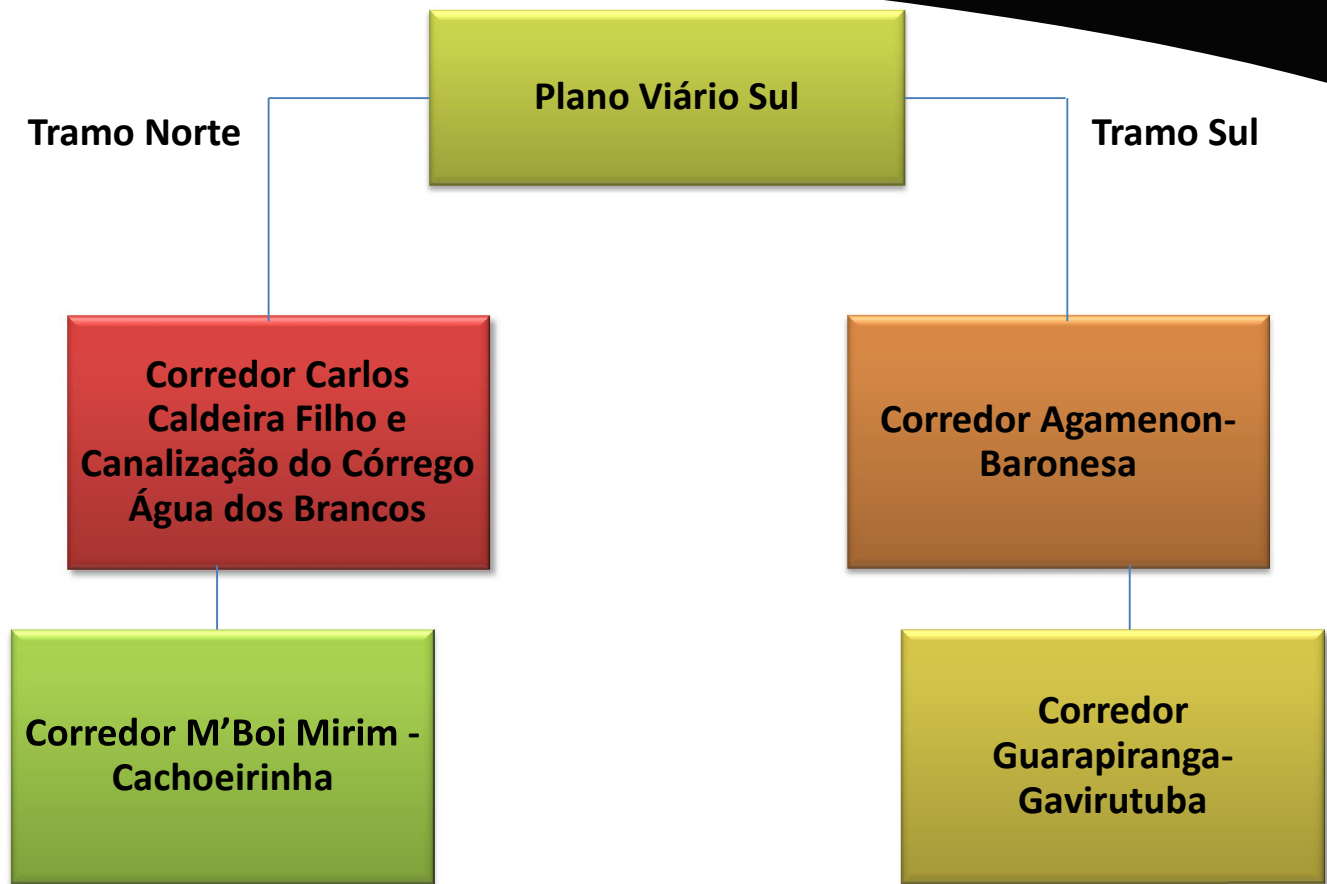 Plano Viário Sul
Tramo Norte
Tramo Sul
Corredor Carlos
Caldeira Filho e
Canalização do Córrego
Água dos Brancos
Corredor Agamenon-
Baronesa
Corredor M’Boi Mirim -
Cachoeirinha
Corredor
Guarapiranga-
Gavirutuba